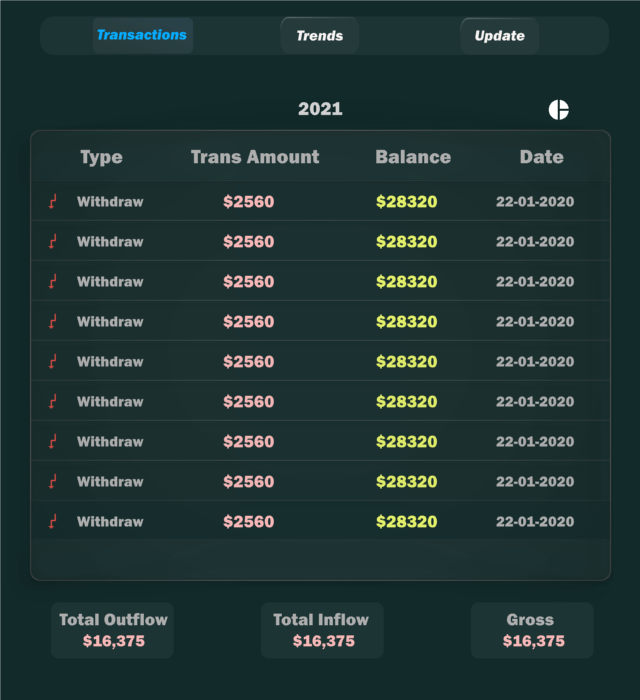 Transactions Trends Update
2021
Type Trans Amount Balance Date
Withdraw $2560 $28320 22-01-2020
Withdraw $2560 $28320 22-01-2020
Withdraw $2560 $28320 22-01-2020
Withdraw $2560 $28320 22-01-2020
Withdraw $2560 $28320 22-01-2020
Withdraw $2560 $28320 22-01-2020
Withdraw $2560 $28320 22-01-2020
Withdraw $2560 $28320 22-01-2020
Withdraw $2560 $28320 22-01-2020
Total Outflow Total Inflow Gross
$16,375 $16,375 $16,375